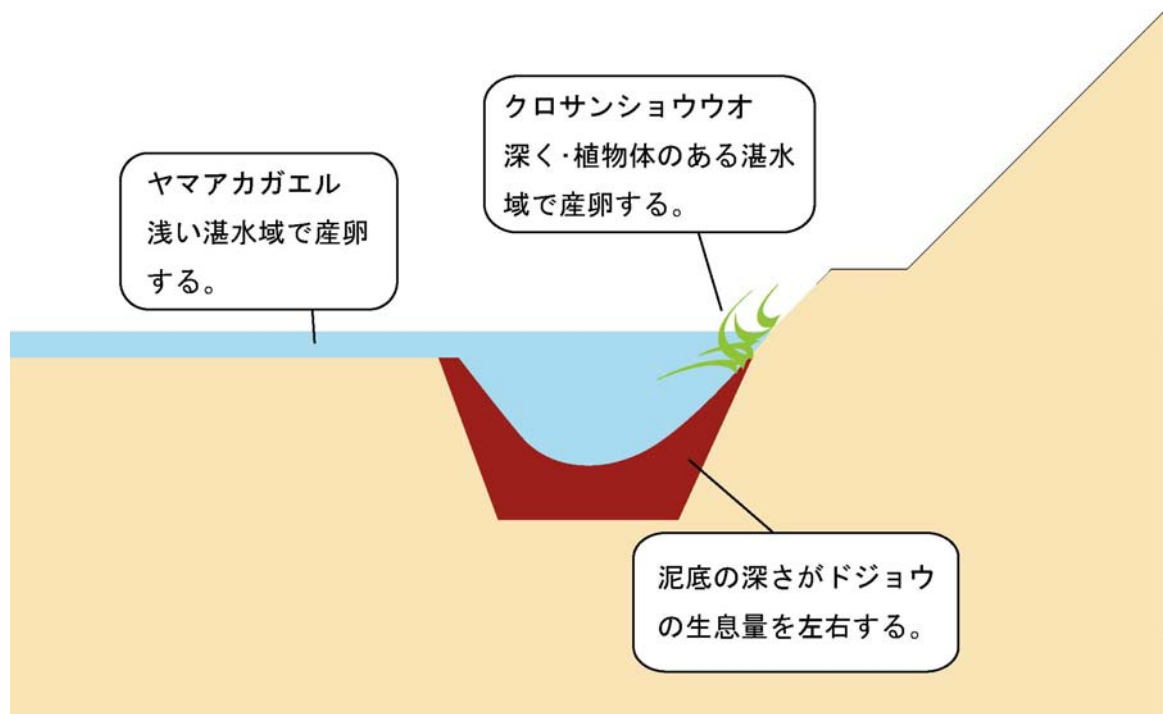 クロサンショウウオ
深く・植物体のある湛水
域で産卵する。
ヤマアカガエル
浅い湛水域で産卵
する。
泥底の深さがドジョウ
の生息量を左右する。